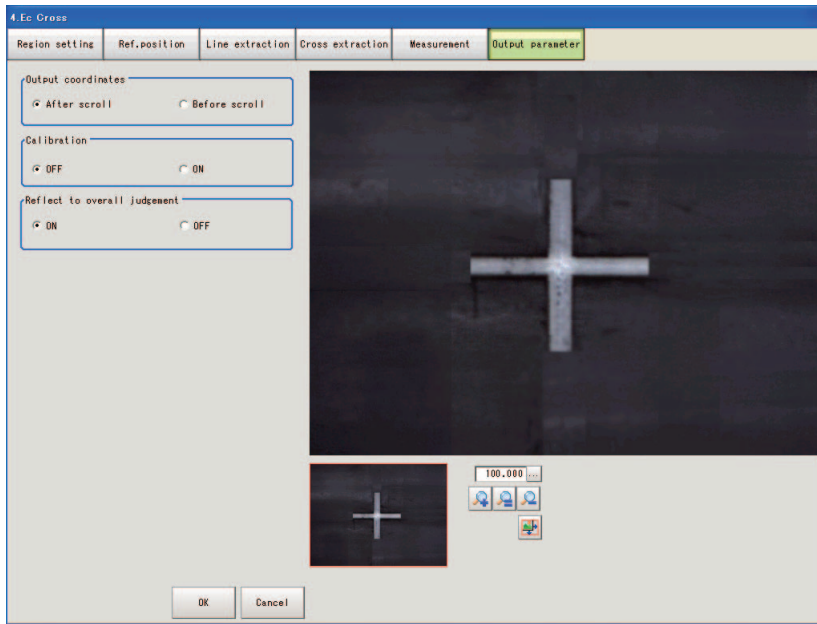 4.Ec Cross
Region setting Ref.position Line extraction Cross extraction Measurement Output parameter
Output coordinates
After scroll Before scroll
Calibration
OFF ON
Reflect to overall judgement
ON OFF
100.000 ...
OK Cancel